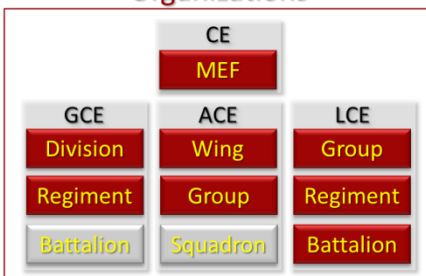 CE
MEF
GCE
ACE
LCE
Division
Wing
Group
Regiment
Group
Regiment
Battalion
Squadron
Battalion